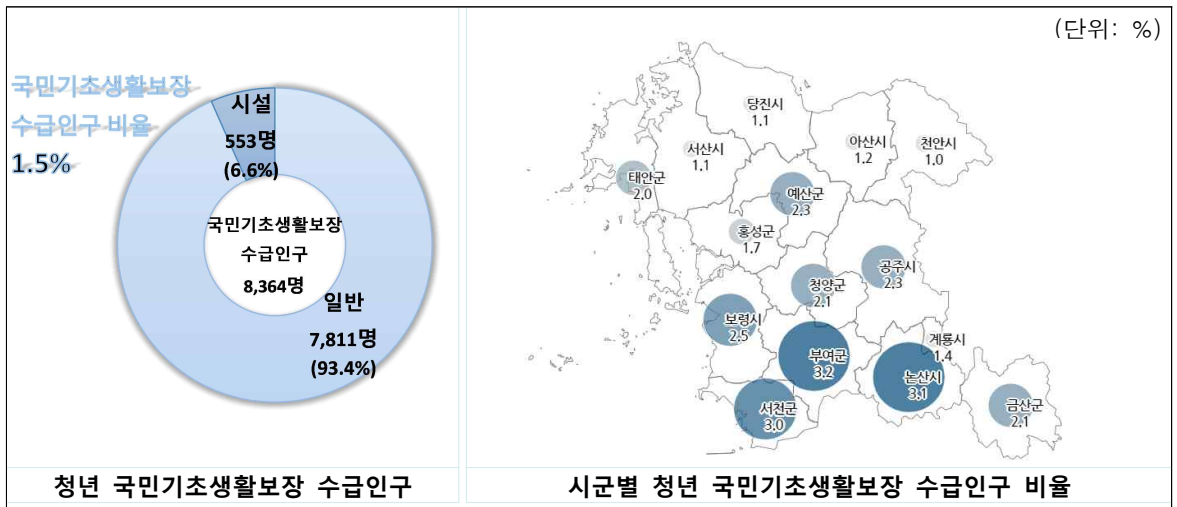 국민기초생활보장
수급인구 비율
1.5%
시설
553명
(6.6%)
국민기초생활보장
수급인구
8,364명
일반
7,811명
(93.4%)
청년 국민기초생활보장 수급인구
(단위: %)
당진시
1.1
서산시
1.1
아산시
1.2
천안시
1.0
태안군
2.0
예산군
2.3
홍성군
1.7
공주시
2.3
청양군
2.1
보령시
2.5
부여군
3.2
계룡시
1.4
논산시
3.1
서천군
3.0
금산군
2.1
시군별 청년 국민기초생활보장 수급인구 비율